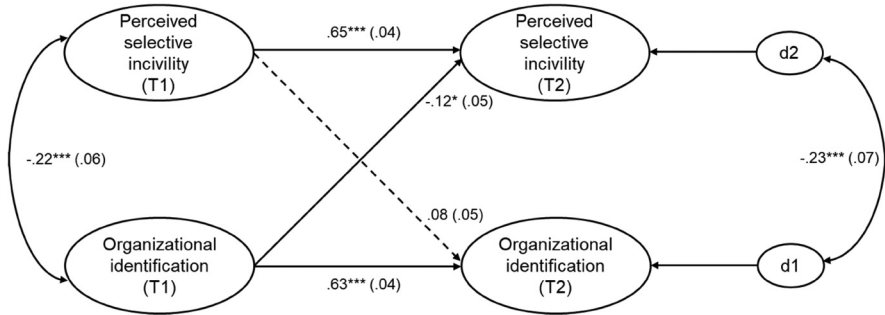 Perceived
selective
incivility
(T1)
.65*** (.04)
Perceived
selective
incivility
(T2)
d2
-.12* (.05)
-.22*** (.06)
-.23*** (.07)
.08 (.05)
Organizational
identification
(T1)
.63*** (.04)
Organizational
identification
(T2)
d1